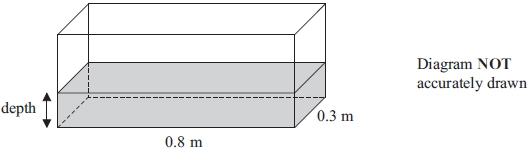 Diagram NOT
accurately drawn
depth
0.3 m
0.8 m